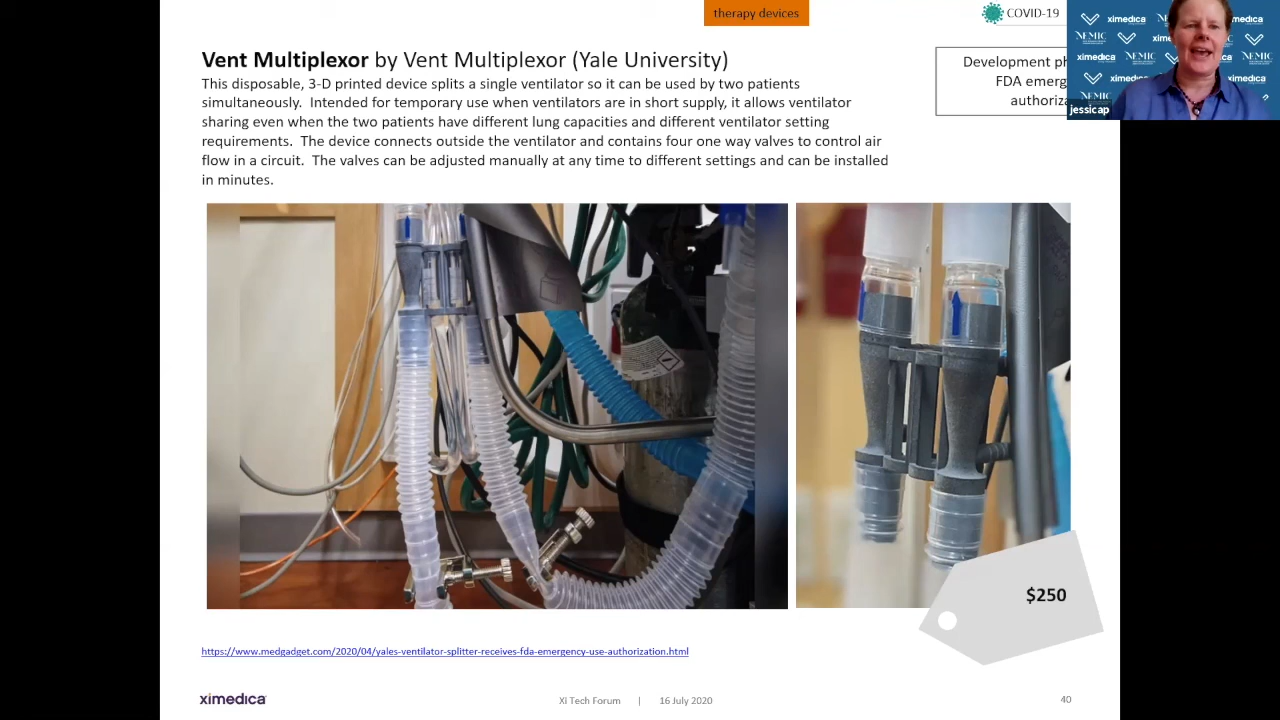 therapy devices
COVID-19
Vent Multiplexor by Vent Multiplexor (Yale University)
This disposable, 3-D printed device splits a single ventilator so it can be used by two patients
simultaneously.  Intended for temporary use when ventilators are in short supply, it allows ventilator
sharing even when the two patients have different lung capacities and different ventilator setting
requirements.  The device connects outside the ventilator and contains four one way valves to control air
flow in a circuit.  The valves can be adjusted manually at any time to different settings and can be installed
in minutes.
Development
FDA
ximedica
NEMIC
ximedica
NEMIC
ximedica
NEMIC
jessicap
$250
https://www.medgadget.com/2020/04/yales-ventilator-splitter-receives-fda-emergency-use-authorization.html
ximedica
Xi Tech Forum | 16 July 2020
40